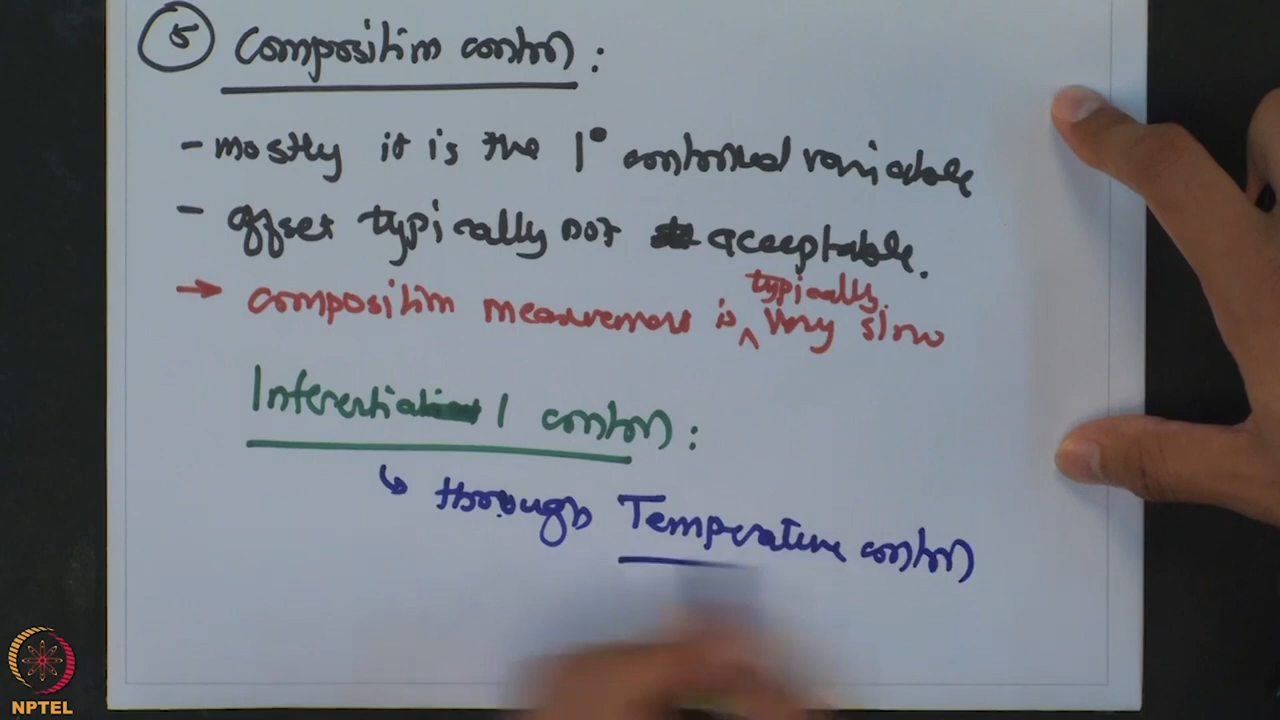 ⑤ Composition control:
- mostly it is the 1° controlled variable
- offset typically not acceptable.
→ composition measurement is ^ typically very slow
Inferential control:
↳ through Temperature control
NPTEL